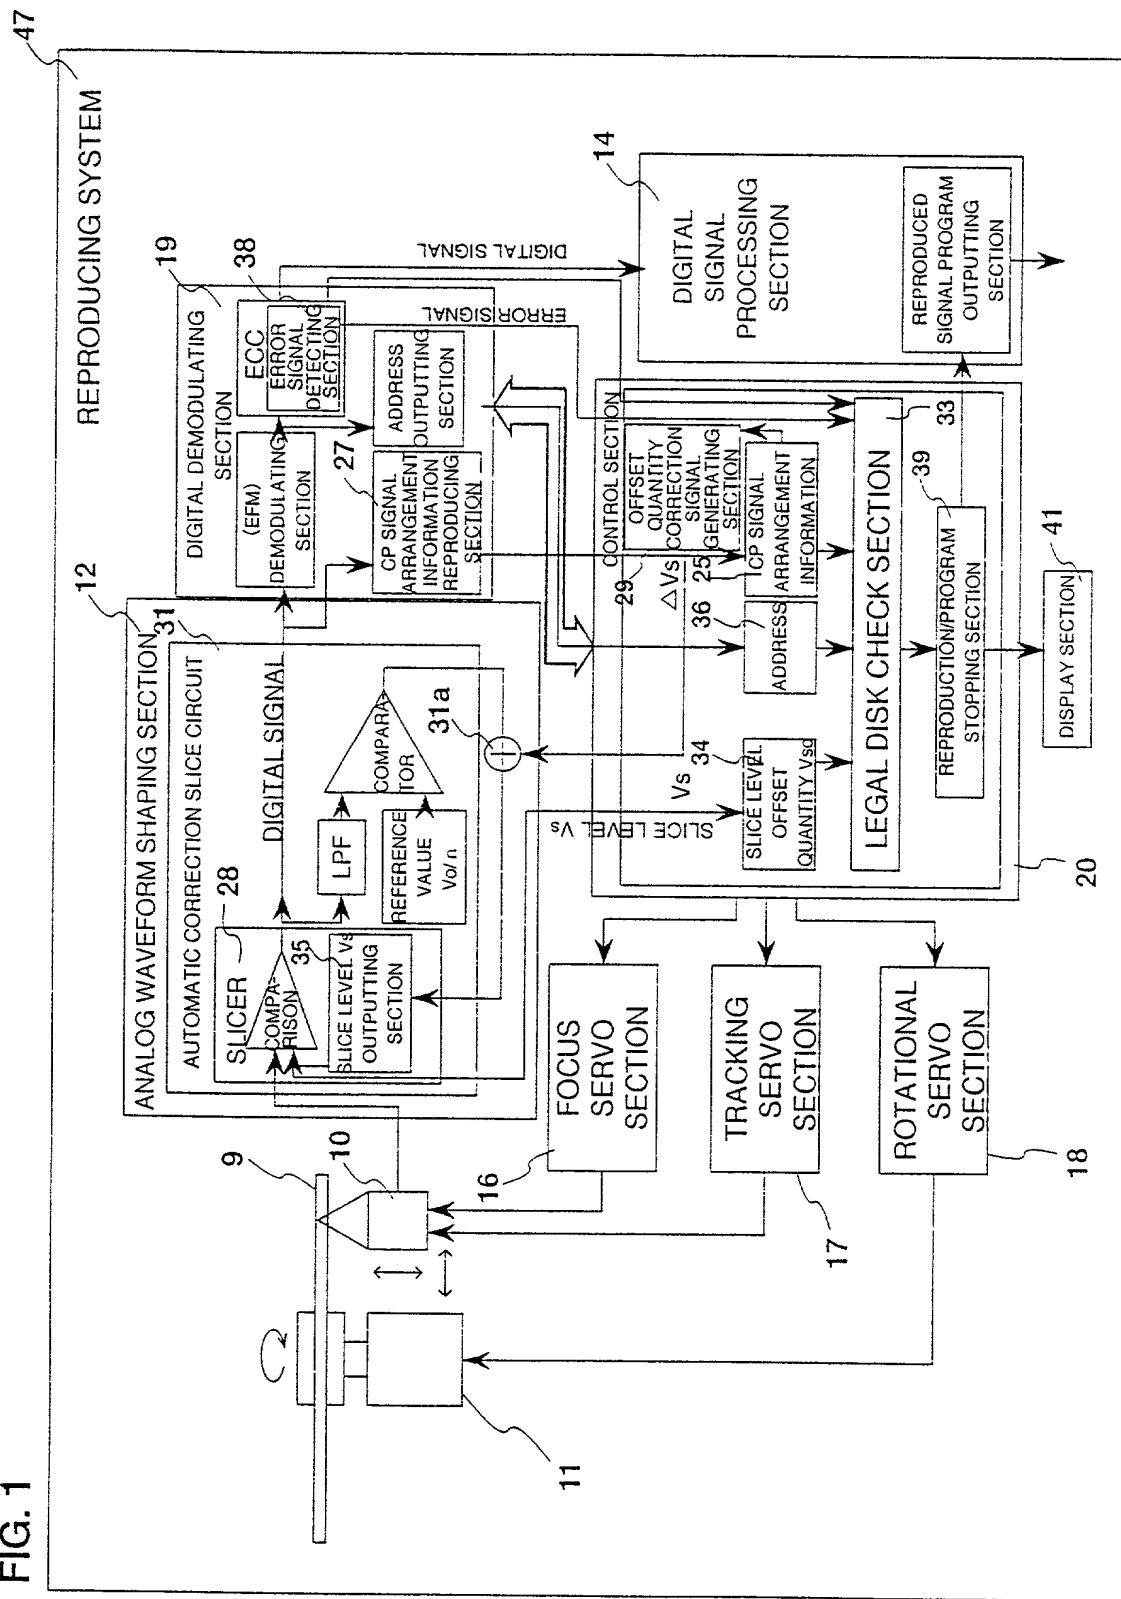 FIG. 1
REPRODUCING SYSTEM
47
ANALOG WAVEFORM SHAPING SECTION
12
AUTOMATIC CORRECTION SLICE CIRCUIT
31
SLICER
28
COMPA-
RISON
35
SLICE LEVEL Vs
OUTPUTTING
SECTION
DIGITAL SIGNAL
LPF
REFERENCE
VALUE
Vo/n
COMPARA-
TOR
31a
DIGITAL DEMODULATING
SECTION
19
(EFM)
DEMODULATING
SECTION
ECC
38
ERROR
SIGNAL
DETECTING
SECTION
27
CP SIGNAL
ARRANGEMENT
INFORMATION
REPRODUCING
SECTION
ADDRESS
OUTPUTTING
SECTION
DIGITAL SIGNAL
ERROR SIGNAL
14
DIGITAL
SIGNAL
PROCESSING
SECTION
REPRODUCED
SIGNAL PROGRAM
OUTPUTTING
SECTION
9
10
11
16
FOCUS
SERVO
SECTION
17
TRACKING
SERVO
SECTION
18
ROTATIONAL
SERVO
SECTION
CONTROL SECTION
OFFSET
QUANTITY
CORRECTION
SIGNAL
GENERATING
SECTION
29
△Vs
25
CP SIGNAL
ARRANGEMENT
INFORMATION
36
ADDRESS
Vs
SLICE LEVEL Vs
34
SLICE LEVEL
OFFSET
QUANTITY Vsd
LEGAL DISK CHECK SECTION
33
REPRODUCTION/PROGRAM
STOPPING SECTION
39
20
DISPLAY SECTION
41